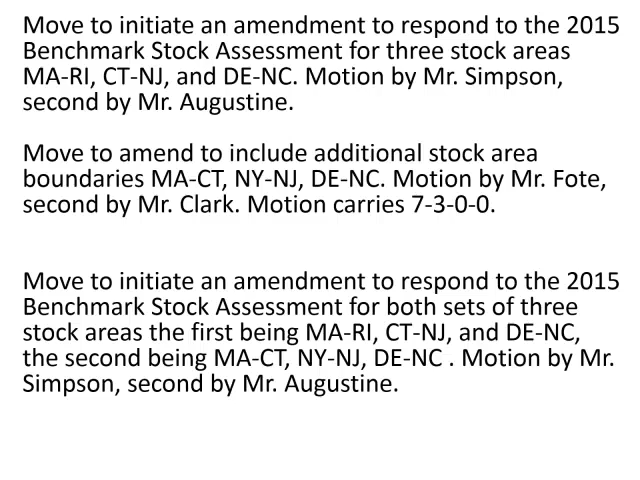 Move to initiate an amendment to respond to the 2015
Benchmark Stock Assessment for three stock areas
MA-RI, CT-NJ, and DE-NC. Motion by Mr. Simpson,
second by Mr. Augustine.
Move to amend to include additional stock area
boundaries MA-CT, NY-NJ, DE-NC. Motion by Mr. Fote,
second by Mr. Clark. Motion carries 7-3-0-0.
Move to initiate an amendment to respond to the 2015
Benchmark Stock Assessment for both sets of three
stock areas the first being MA-RI, CT-NJ, and DE-NC,
the second being MA-CT, NY-NJ, DE-NC . Motion by Mr.
Simpson, second by Mr. Augustine.